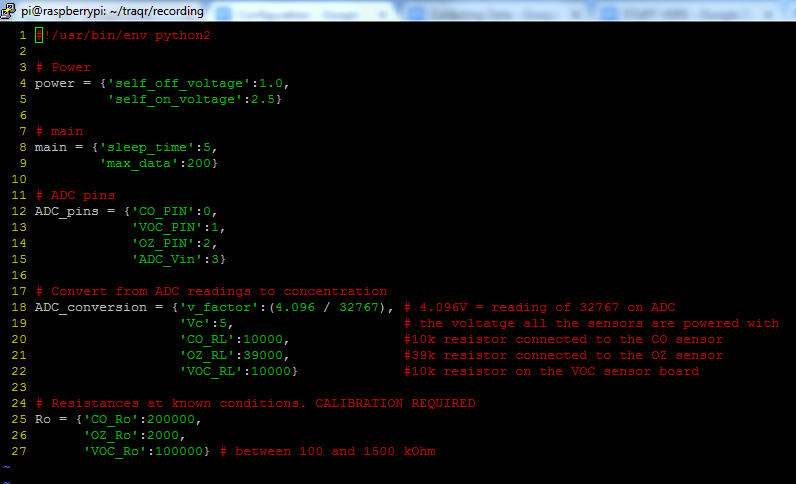 pi@raspberrypi: ~/traqr/recording
1 #!/usr/bin/env python2
2
3 # Power
4 power = {'self_off_voltage':1.0,
5          'self_on_voltage':2.5}
6
7 # main
8 main = {'sleep_time':5,
9         'max_data':200}
10
11 # ADC pins
12 ADC_pins = {'CO_PIN':0,
13             'VOC_PIN':1,
14             'OZ_PIN':2,
15             'ADC_Vin':3}
16
17 # Convert from ADC readings to concentration
18 ADC_conversion = {'v_factor':(4.096 / 32767), # 4.096V = reading of 32767 on ADC
19                   'Vc':5,                     # the voltatge all the sensors are powered with
20                   'CO_RL':10000,              #10k resistor connected to the CO sensor
21                   'OZ_RL':39000,              #39k resistor connected to the OZ sensor
22                   'VOC_RL':10000}             #10k resistor on the VOC sensor board
23
24 # Resistances at known conditions. CALIBRATION REQUIRED
25 Ro = {'CO_Ro':200000,
26       'OZ_Ro':2000,
27       'VOC_Ro':100000} # between 100 and 1500 kOhm
~
~